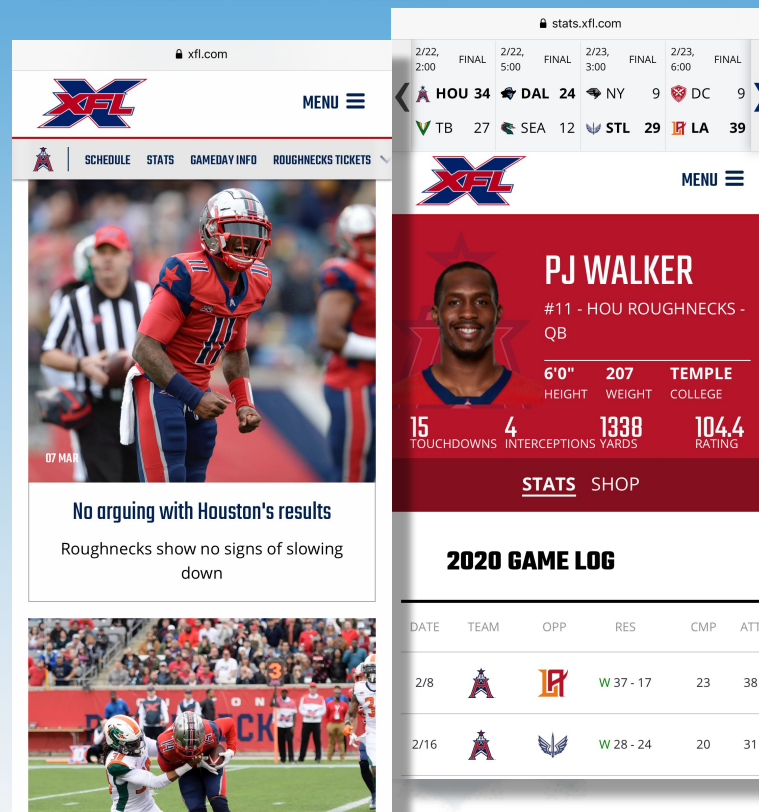 xfl.com
XFL
MENU
SCHEDULE STATS GAMEDAY INFO ROUGHNECKS TICKETS
11
11
07 MAR
No arguing with Houston's results
Roughnecks show no signs of slowing
down
3
stats.xfl.com
2/22, 2:00 FINAL
HOU 34
TB 27
2/22, 5:00 FINAL
DAL 24
SEA 12
2/23, 3:00 FINAL
NY 9
STL 29
2/23, 6:00 FINAL
DC 9
LA 39
XFL
MENU
PJ WALKER
#11 - HOU ROUGHNECKS -
QB
6'0" 207 TEMPLE
HEIGHT WEIGHT COLLEGE
15 4 1338 104.4
TOUCHDOWNS INTERCEPTIONS YARDS RATING
STATS SHOP
2020 GAME LOG
DATE TEAM OPP RES CMP ATT
2/8 LA W 37 - 17 23 38
2/16 W 28 - 24 20 31